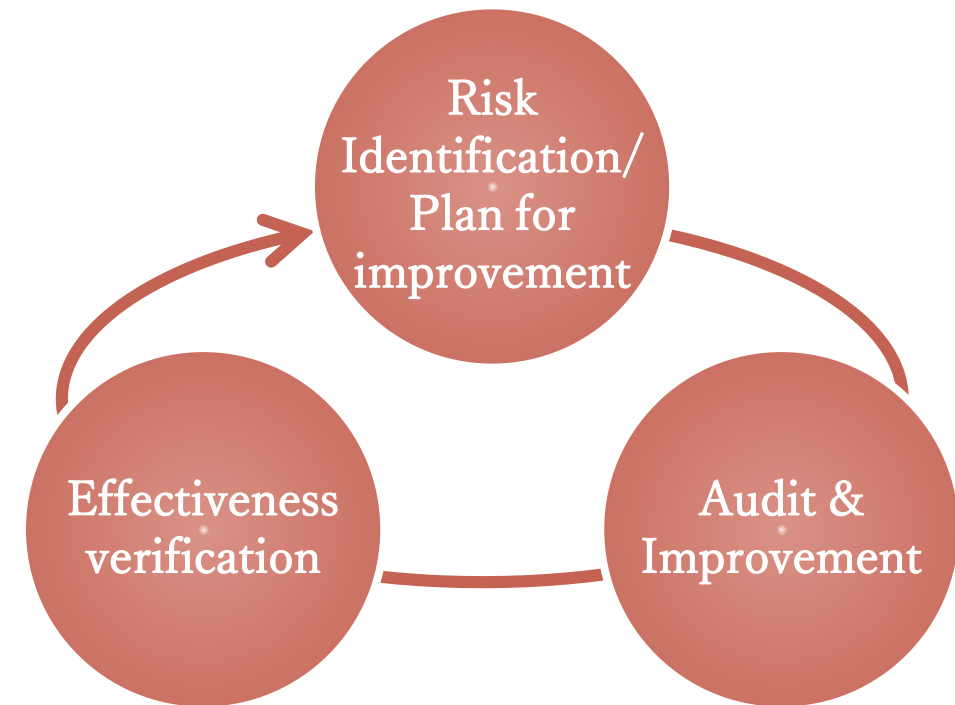 Risk
Identification/
Plan for
improvement
Effectiveness
verification
Audit &
Improvement